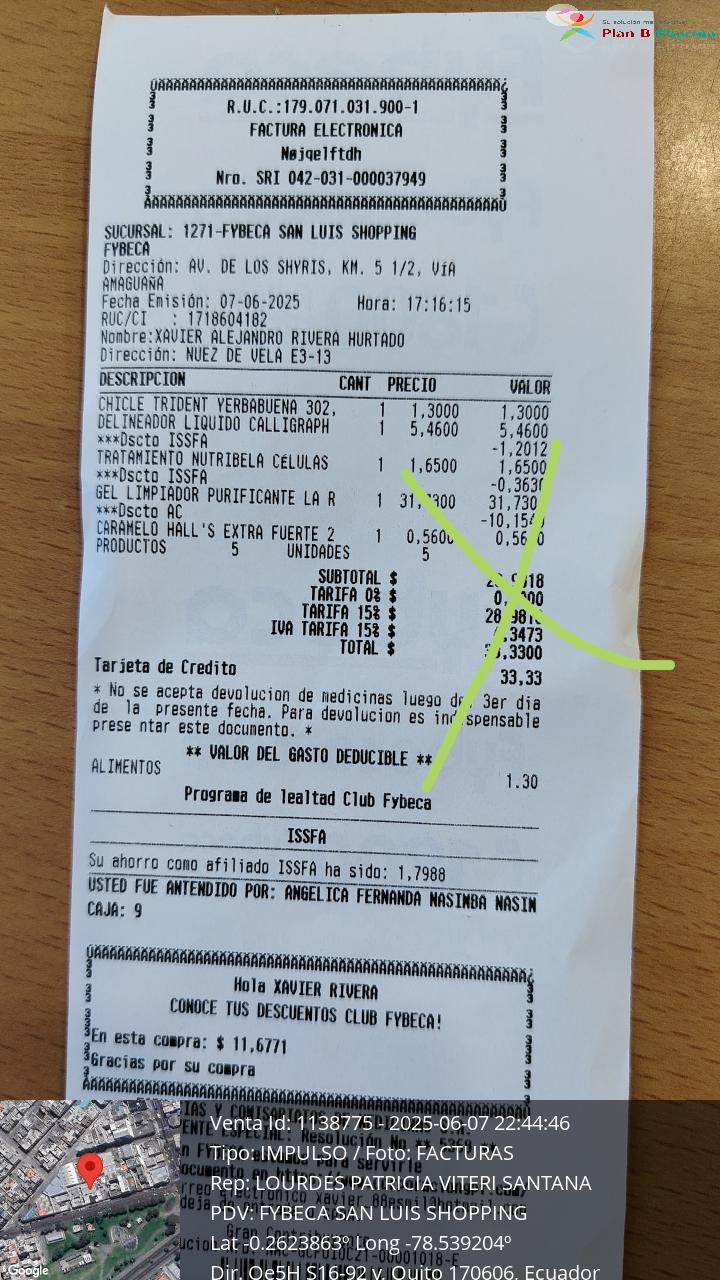 Plan B Pharma
R.U.C.:179.071.031.900-1
FACTURA ELECTRONICA
Nøjqelftdh
Nro. SRI 042-031-000037949
SUCURSAL: 1271-FYBECA SAN LUIS SHOPPING
FYBECA
Dirección: AV. DE LOS SHYRIS, KM. 5 1/2, VíA
AMAGUAñA
Fecha Emisión: 07-06-2025 Hora: 17:16:15
RUC/CI : 1718604182
Nombre:XAVIER ALEJANDRO RIVERA HURTADO
Dirección: NUEZ DE VELA E3-13
DESCRIPCION CANT PRECIO VALOR
CHICLE TRIDENT YERBABUENA 302, 1 1,3000 1,3000
DELINEADOR LIQUIDO CALLIGRAPH 1 5,4600 5,4600
***Dscto ISSFA -1,2012
TRATAMIENTO NUTRIBELA CéLULAS 1 1,6500 1,6500
***Dscto ISSFA -0,3630
GEL LIMPIADOR PURIFICANTE LA R 1
***Dscto AC
CARAMELO HALL'S EXTRA FUERTE 2 1 0,5600
PRODUCTOS 5 UNIDADES 5
SUBTOTAL $
TARIFA 0% $
TARIFA 15% $
IVA TARIFA 15% $
TOTAL $
Tarjeta de Credito 33,33
* No se acepta devolucion de medicinas luego del 3er dia
de la presente fecha. Para devolucion es indispensable
prese ntar este documento. *
** VALOR DEL GASTO DEDUCIBLE **
ALIMENTOS 1.30
Programa de lealtad Club Fybeca
ISSFA
Su ahorro como afiliado ISSFA ha sido: 1,7988
USTED FUE ANTENDIDO POR: ANGELICA FERNANDA NASIMBA NASIM
CAJA: 9
Hola XAVIER RIVERA
CONOCE TUS DESCUENTOS CLUB FYBECA!
En esta compra: $ 11,6771
Gracias por su compra
Venta Id: 1138775 - 2025-06-07 22:44:46
Tipo: IMPULSO / Foto: FACTURAS
Rep: LOURDES PATRICIA VITERI SANTANA
PDV: FYBECA SAN LUIS SHOPPING
Lat -0.2623863º Long -78.539204º
Dir. Oe5H S16-92 y, Quito 170606, Ecuador
Google